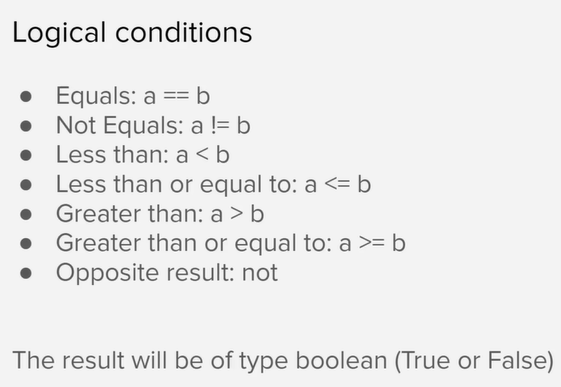 Logical conditions
● Equals: a == b
● Not Equals: a != b
● Less than: a < b
● Less than or equal to: a <= b
● Greater than: a > b
● Greater than or equal to: a >= b
● Opposite result: not
The result will be of type boolean (True or False)